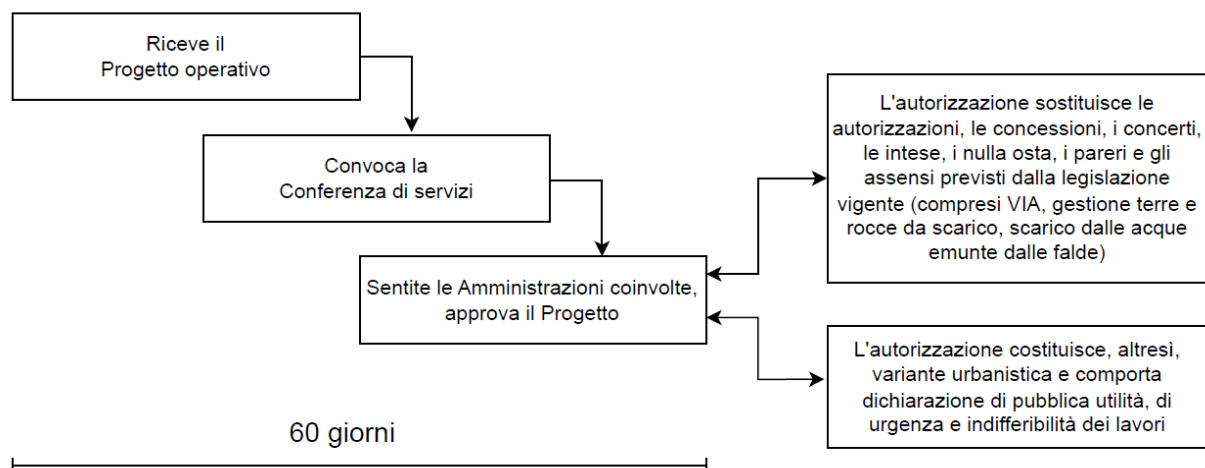 Riceve il
Progetto operativo
Convoca la
Conferenza di servizi
Sentite le Amministrazioni coinvolte,
approva il Progetto
L'autorizzazione sostituisce le
autorizzazioni, le concessioni, i concerti,
le intese, i nulla osta, i pareri e gli
assensi previsti dalla legislazione
vigente (compresi VIA, gestione terre e
rocce da scarico, scarico dalle acque
emunte dalle falde)
L'autorizzazione costituisce, altresì,
variante urbanistica e comporta
dichiarazione di pubblica utilità, di
urgenza e indifferibilità dei lavori
60 giorni